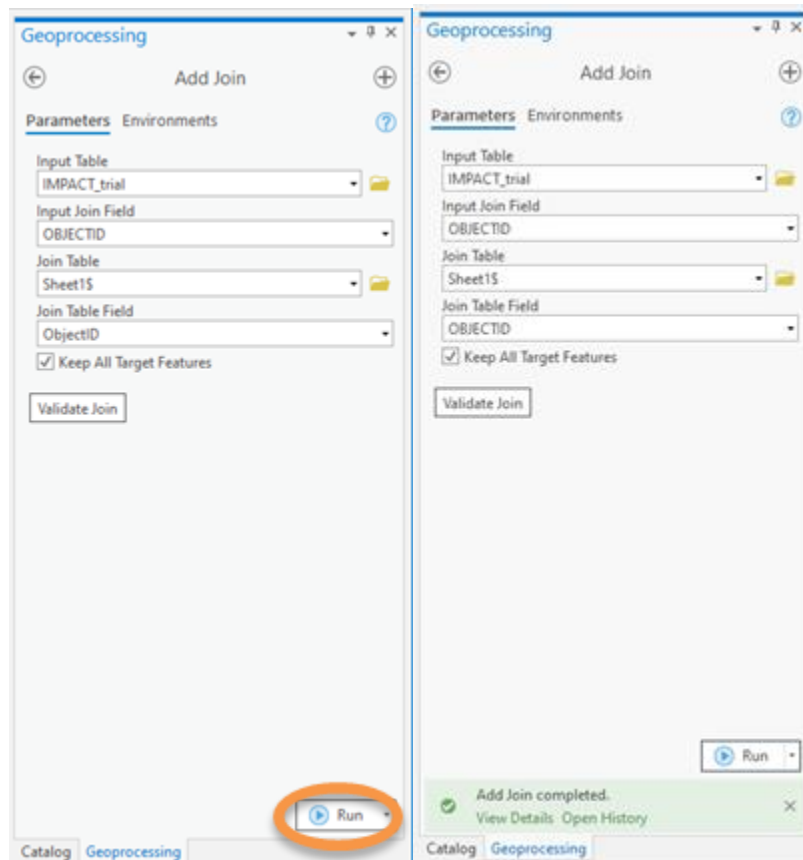 Geoprocessing
Add Join
Parameters Environments
Input Table
IMPACT_trial
Input Join Field
OBJECTID
Join Table
Sheet1$
Join Table Field
ObjectID
Keep All Target Features
Validate Join
Run
Catalog Geoprocessing
Geoprocessing
Add Join
Parameters Environments
Input Table
IMPACT_trial
Input Join Field
OBJECTID
Join Table
Sheet1$
Join Table Field
OBJECTID
Keep All Target Features
Validate Join
Run
Add Join completed.
View Details Open History
Catalog Geoprocessing